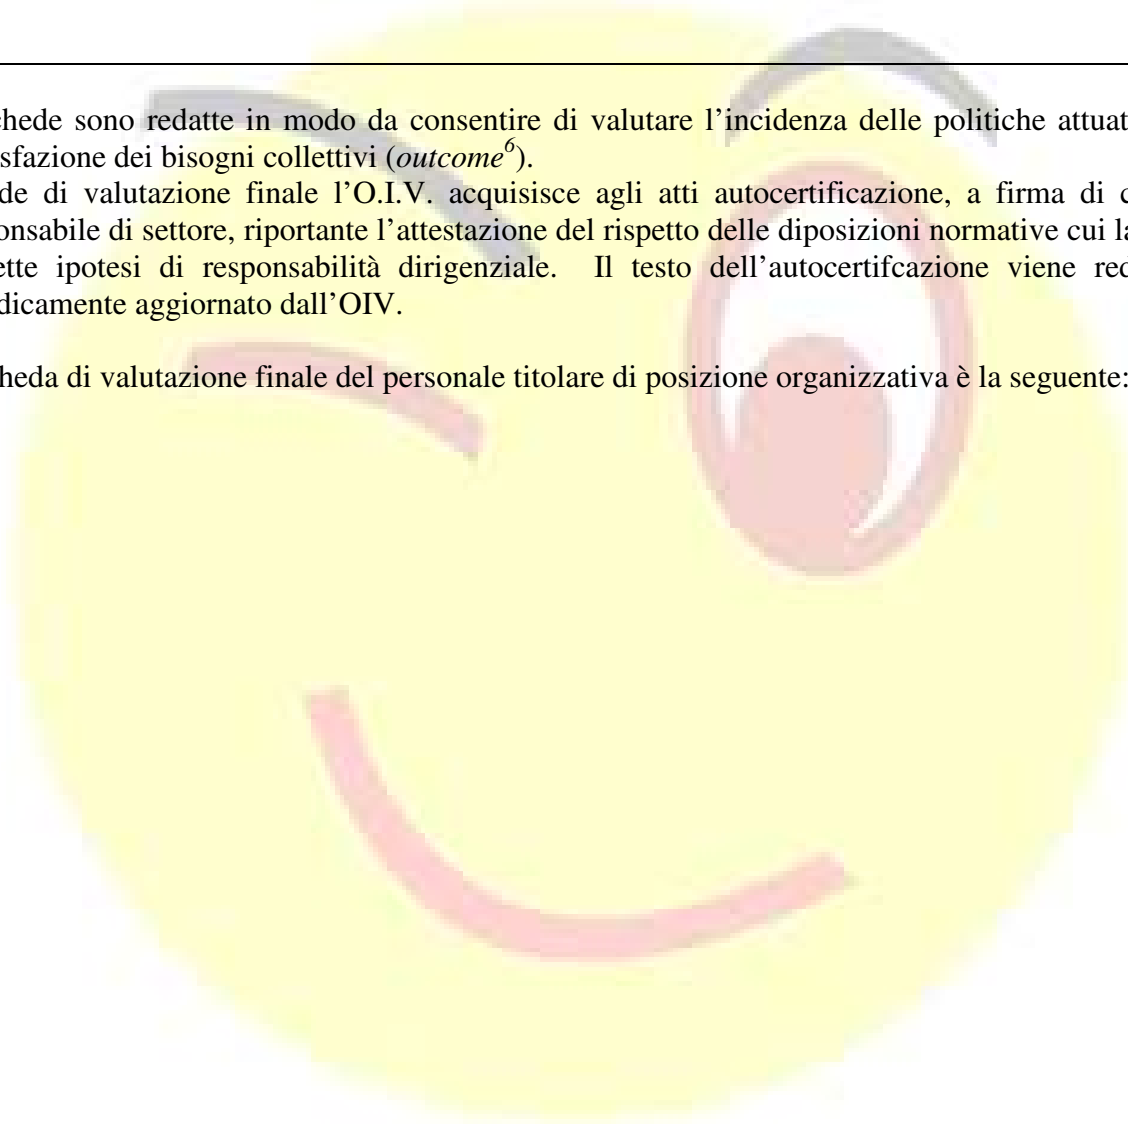 chede sono redatte in modo da consentire di valutare l’incidenza delle politiche attuat
sfazione dei bisogni collettivi (outcome⁶).
de di valutazione finale l’O.I.V. acquisisce agli atti autocertificazione, a firma di c
onsabile di settore, riportante l’attestazione del rispetto delle diposizioni normative cui la
ette ipotesi di responsabilità dirigenziale. Il testo dell’autocertifcazione viene red
dicamente aggiornato dall’OIV.
heda di valutazione finale del personale titolare di posizione organizzativa è la seguente: